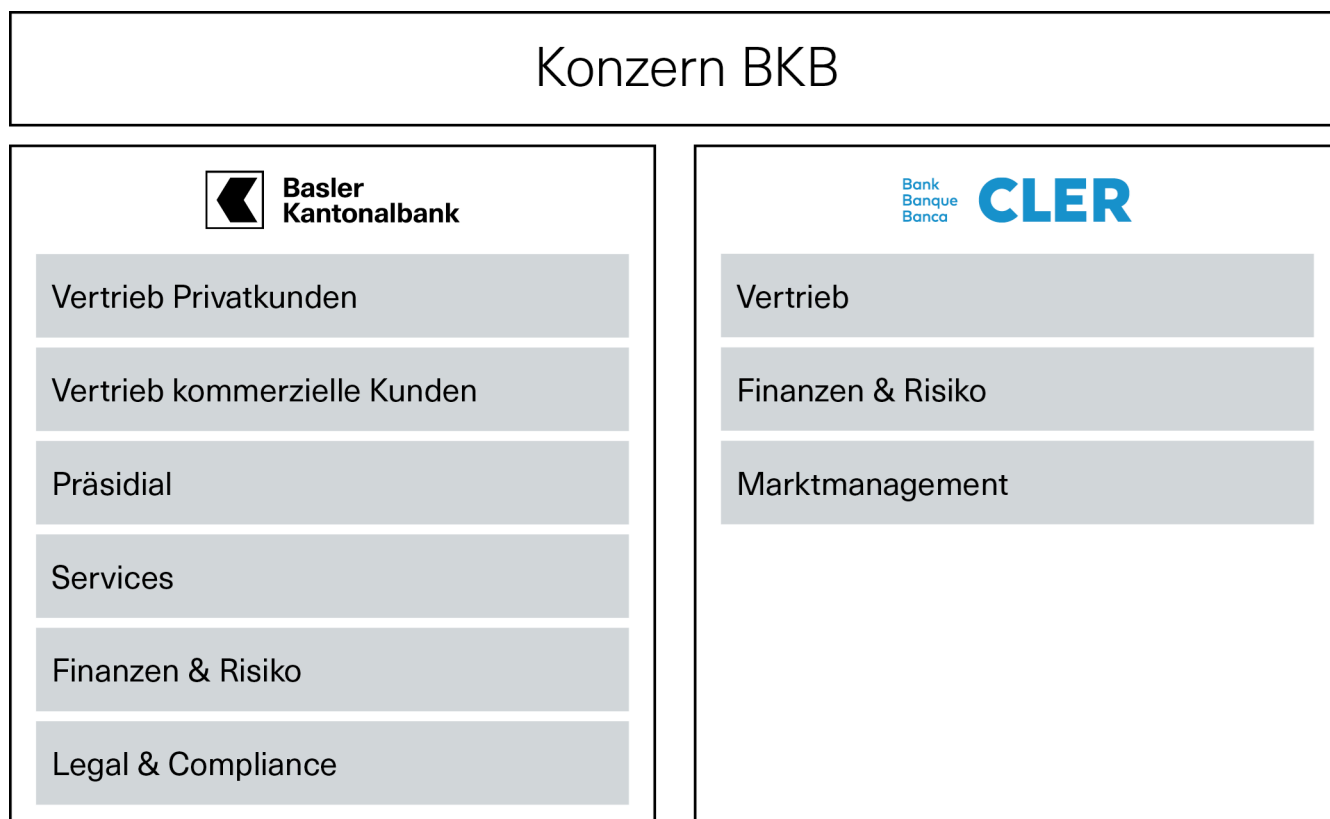 Konzern BKB
Basler
Kantonalbank
Vertrieb Privatkunden
Vertrieb kommerzielle Kunden
Präsidial
Services
Finanzen & Risiko
Legal & Compliance
Bank
Banque
Banca
CLER
Vertrieb
Finanzen & Risiko
Marktmanagement